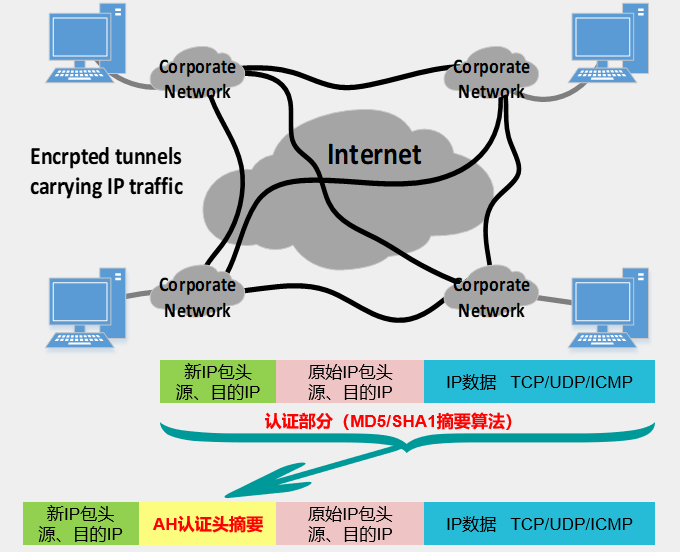 Corporate
Network
Corporate
Network
Encrpted tunnels
carrying IP traffic
Internet
Corporate
Network
Corporate
Network
新IP包头
源、目的IP
原始IP包头
源、目的IP
IP数据 TCP/UDP/ICMP
认证部分（MD5/SHA1摘要算法）
新IP包头
源、目的IP
AH认证头摘要
原始IP包头
源、目的IP
IP数据 TCP/UDP/ICMP